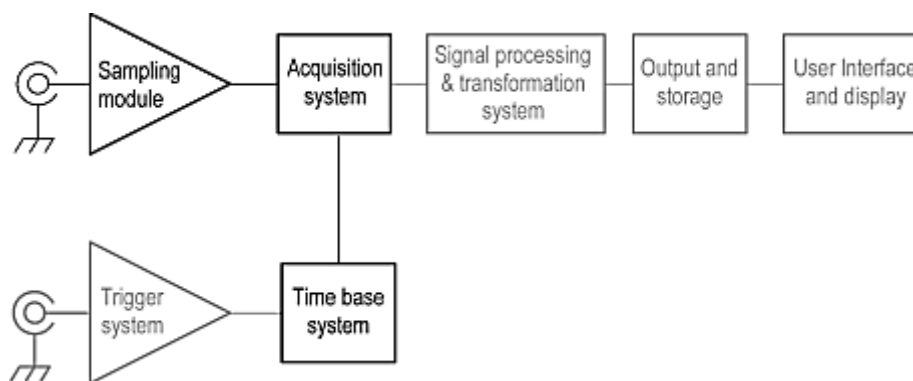 Sampling
module
Acquisition
system
Signal processing
& transformation
system
Output and
storage
User Interface
and display
Trigger
system
Time base
system